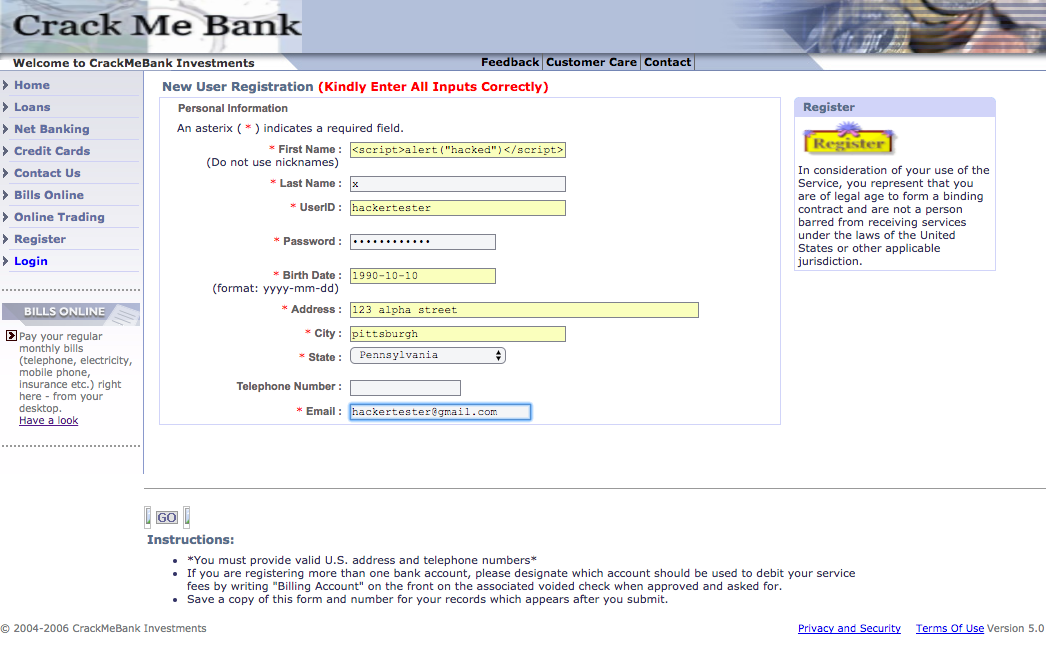 Crack Me Bank
Welcome to CrackMeBank Investments
Feedback Customer Care Contact
Home
Loans
Net Banking
Credit Cards
Contact Us
Bills Online
Online Trading
Register
Login
BILLS ONLINE
Pay your regular
monthly bills
(telephone, electricity,
mobile phone,
insurance etc.) right
here - from your
desktop.
Have a look
New User Registration (Kindly Enter All Inputs Correctly)
Personal Information
An asterix ( * ) indicates a required field.
* First Name : <script>alert("hacked")</script>
(Do not use nicknames)
* Last Name : x
* UserID : hackertester
* Password : ••••••••••••
* Birth Date : 1990-10-10
(format: yyyy-mm-dd)
* Address : 123 alpha street
* City : pittsburgh
* State : Pennsylvania
Telephone Number :
* Email : hackertester@gmail.com
Register
Register
In consideration of your use of the
Service, you represent that you
are of legal age to form a binding
contract and are not a person
barred from receiving services
under the laws of the United
States or other applicable
jurisdiction.
GO
Instructions:
• *You must provide valid U.S. address and telephone numbers*
• If you are registering more than one bank account, please designate which account should be used to debit your service
fees by writing "Billing Account" on the front on the associated voided check when approved and asked for.
• Save a copy of this form and number for your records which appears after you submit.
© 2004-2006 CrackMeBank Investments
Privacy and Security Terms Of Use Version 5.0